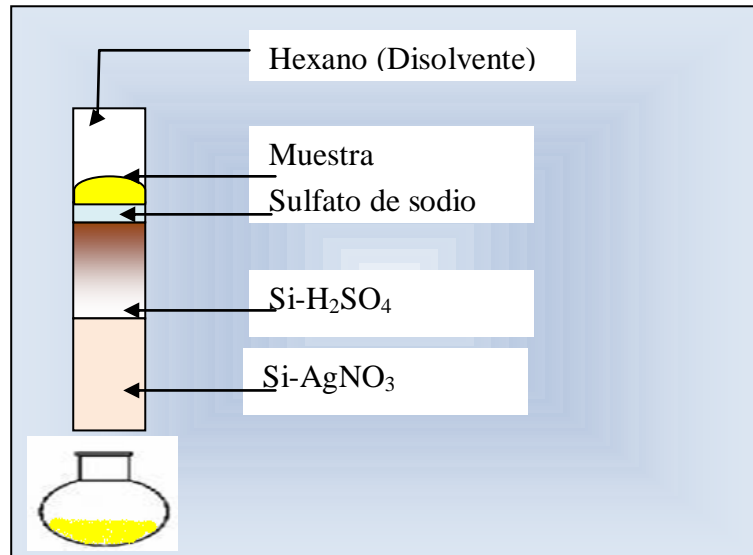 Hexano (Disolvente)
Muestra
Sulfato de sodio
Si-H₂SO₄
Si-AgNO₃